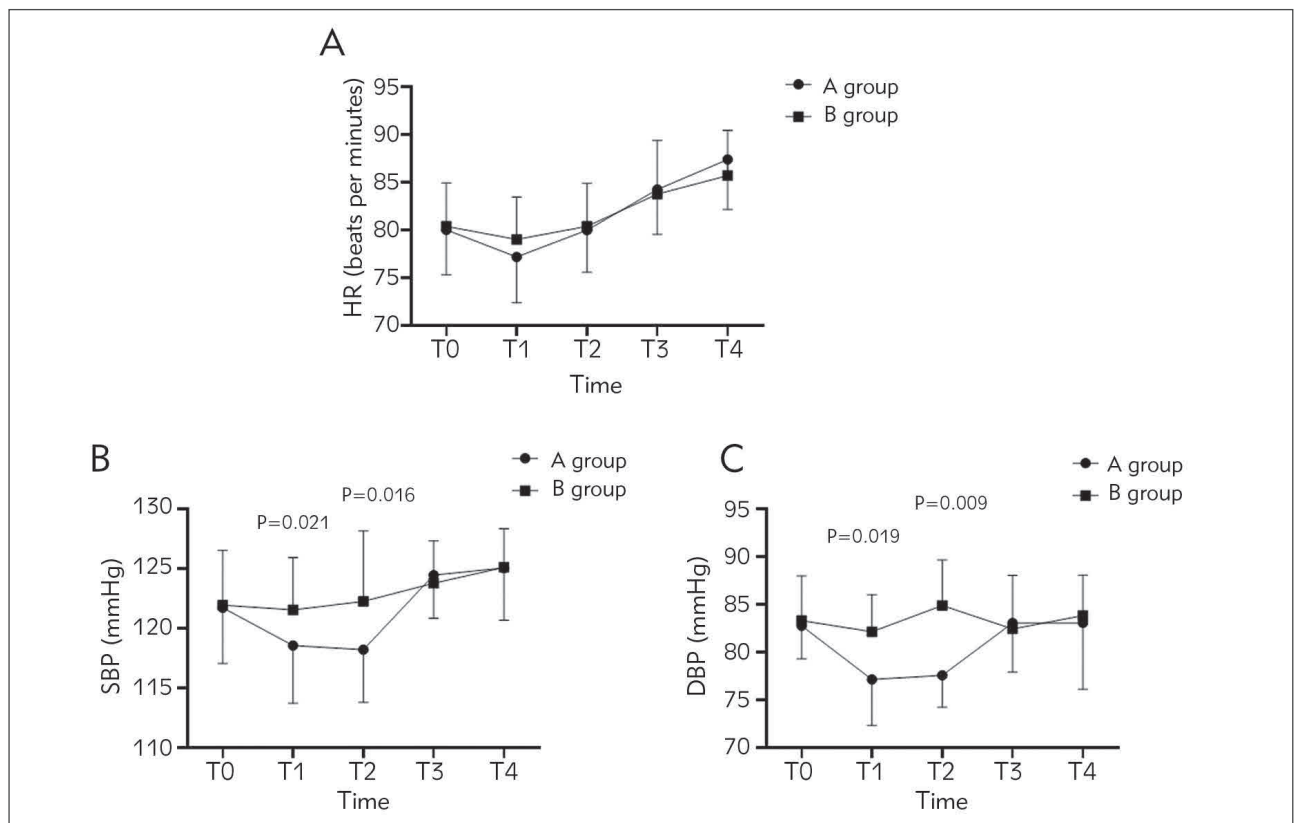 A
A group
B group
HR (beats per minutes)
95
90
85
80
75
70
T0 T1 T2 T3 T4
Time
B
A group
B group
P=0.021
P=0.016
SBP (mmHg)
130
125
120
115
110
T0 T1 T2 T3 T4
Time
C
A group
B group
P=0.019
P=0.009
DBP (mmHg)
95
90
85
80
75
70
T0 T1 T2 T3 T4
Time